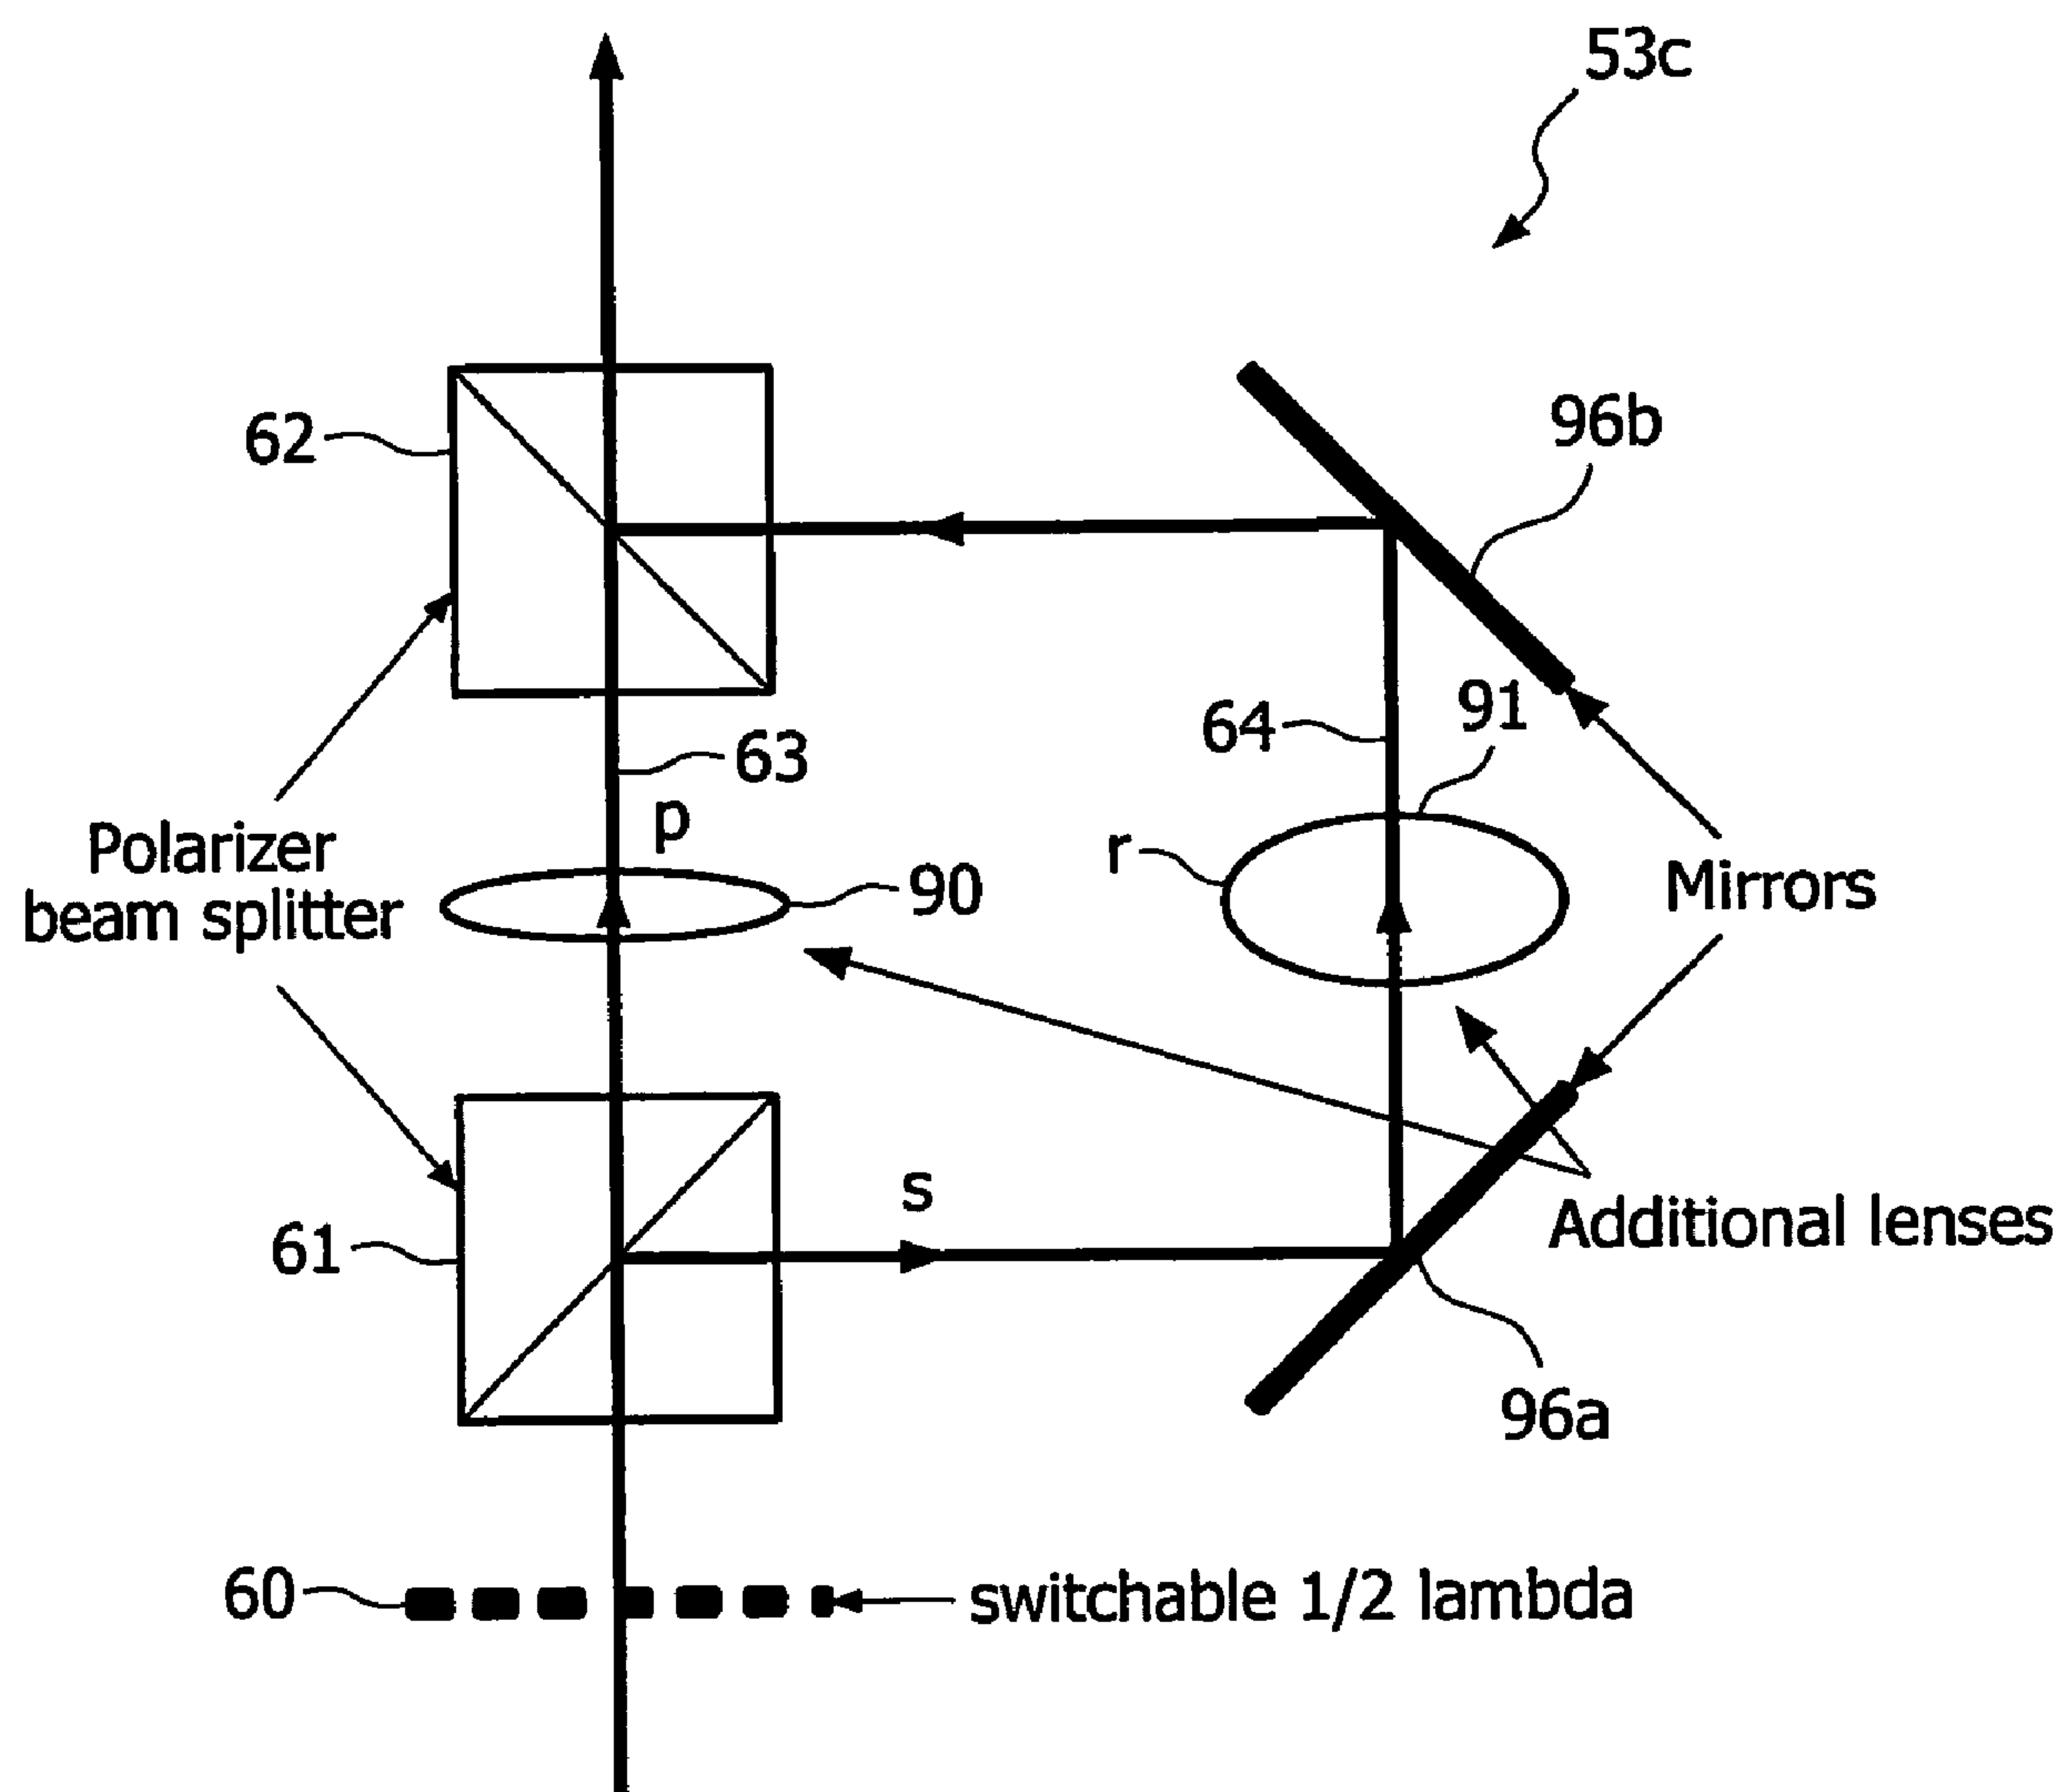 53c
96b
62
91
64
63
p
r
Polarizer
beam splitter
90
Mirrors
s
Additional lenses
61
96a
60
switchable 1/2 lambda